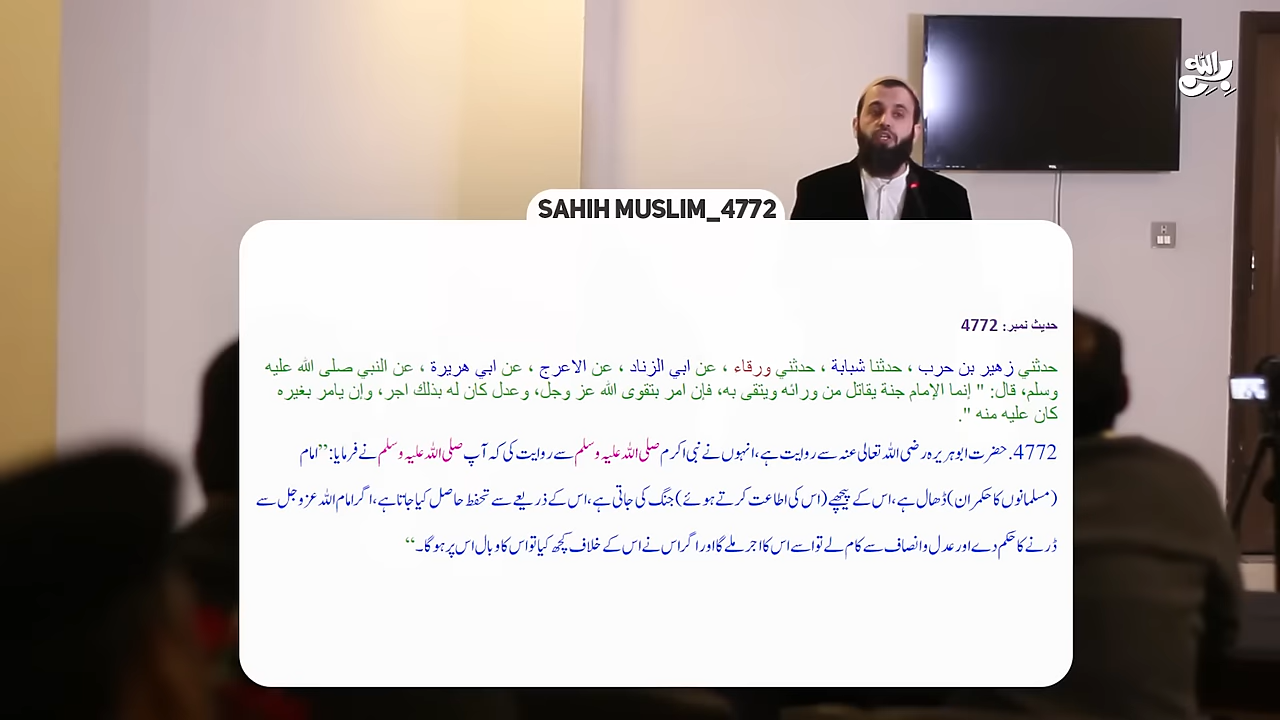 بسم الله
SAHIH MUSLIM_4772
حدیث نمبر: 4772
حدثني زهير بن حرب ، حدثنا شبابة ، حدثني ورقاء ، عن ابي الزناد ، عن الاعرج ، عن ابي هريرة ، عن النبي صلى الله عليه
وسلم، قال: " إنما الإمام جنة يقاتل من ورائه ويتقى به، فإن امر بتقوى الله عز وجل، وعدل كان له بذلك اجر، وإن يامر بغيره
كان عليه منه ".
4772. حضرت ابوہریرہ رضی اللہ تعالی عنہ سے روایت ہے، انہوں نے نبی اکرم صلی اللہ علیہ وسلم سے روایت کی کہ آپ صلی اللہ علیہ وسلم نے فرمایا: ”امام
(مسلمانوں کا حکمران) ڈھال ہے، اس کے پیچھے (اس کی اطاعت کرتے ہوئے) جنگ کی جاتی ہے، اس کے ذریعے سے تحفظ حاصل کیا جاتا ہے، اگر امام اللہ عزوجل سے
ڈرنے کا حکم دے اور عدل و انصاف سے کام لے تو اسے اس کا اجر ملے گا اور اگر اس نے اس کے خلاف کچھ کیا تو اس کا وبال اس پر ہو گا۔“